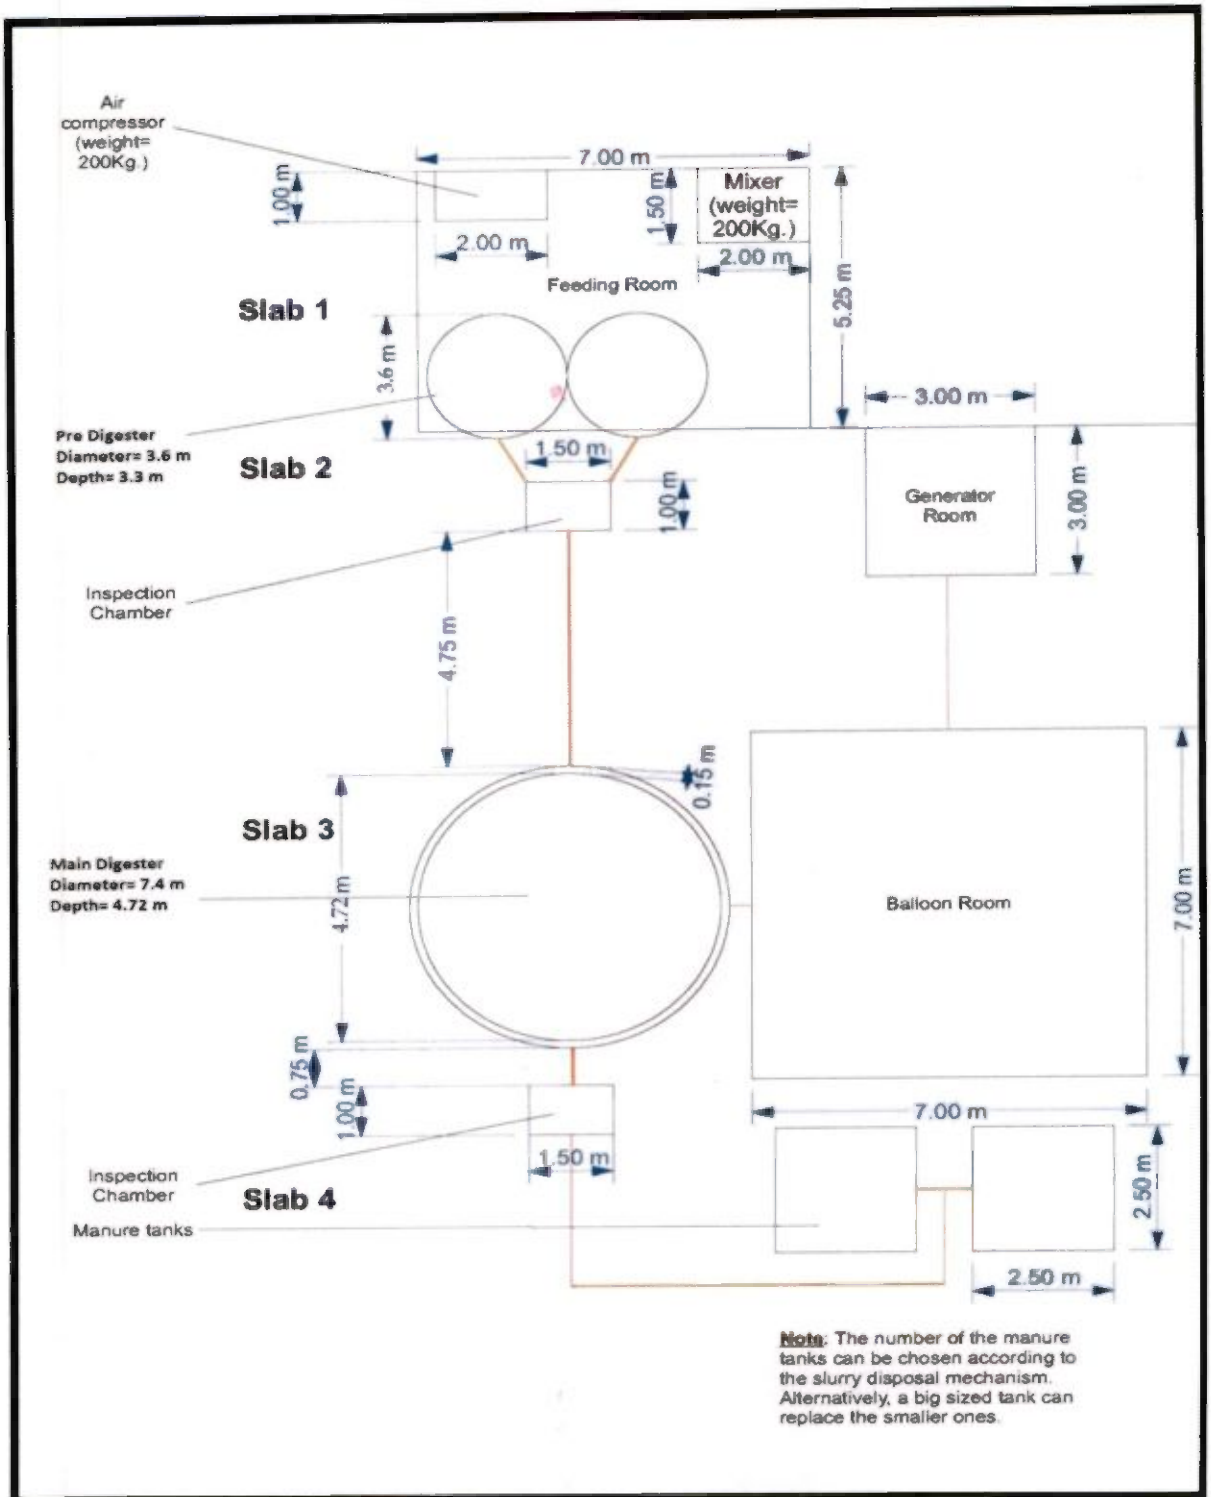 Air
compressor
(weight=
200Kg.)
7.00 m
1.00 m
2.00 m
1.50 m
Mixer
(weight=
200Kg.)
2.00 m
Feeding Room
5.25 m
Slab 1
3.6 m
3.00 m
Pre Digester
Diameter= 3.6 m
Depth= 3.3 m
Slab 2
1.50 m
1.00 m
Generator
Room
3.00 m
Inspection
Chamber
4.75 m
0.15 m
Slab 3
Main Digester
Diameter= 7.4 m
Depth= 4.72 m
4.72 m
Balloon Room
7.00 m
0.75 m
1.00 m
7.00 m
1.50 m
Inspection
Chamber
Slab 4
Manure tanks
2.50 m
2.50 m
Note: The number of the manure
tanks can be chosen according to
the slurry disposal mechanism.
Alternatively, a big sized tank can
replace the smaller ones.